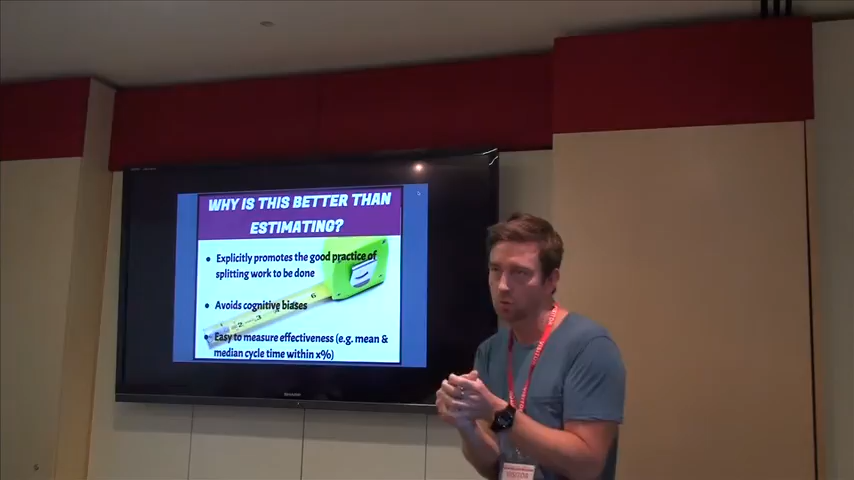 WHY IS THIS BETTER THAN
ESTIMATING?
Explicitly promotes the good practice of
splitting work to be done
Avoids cognitive biases
Easy to measure effectiveness (e.g. mean &
median cycle time within x%)